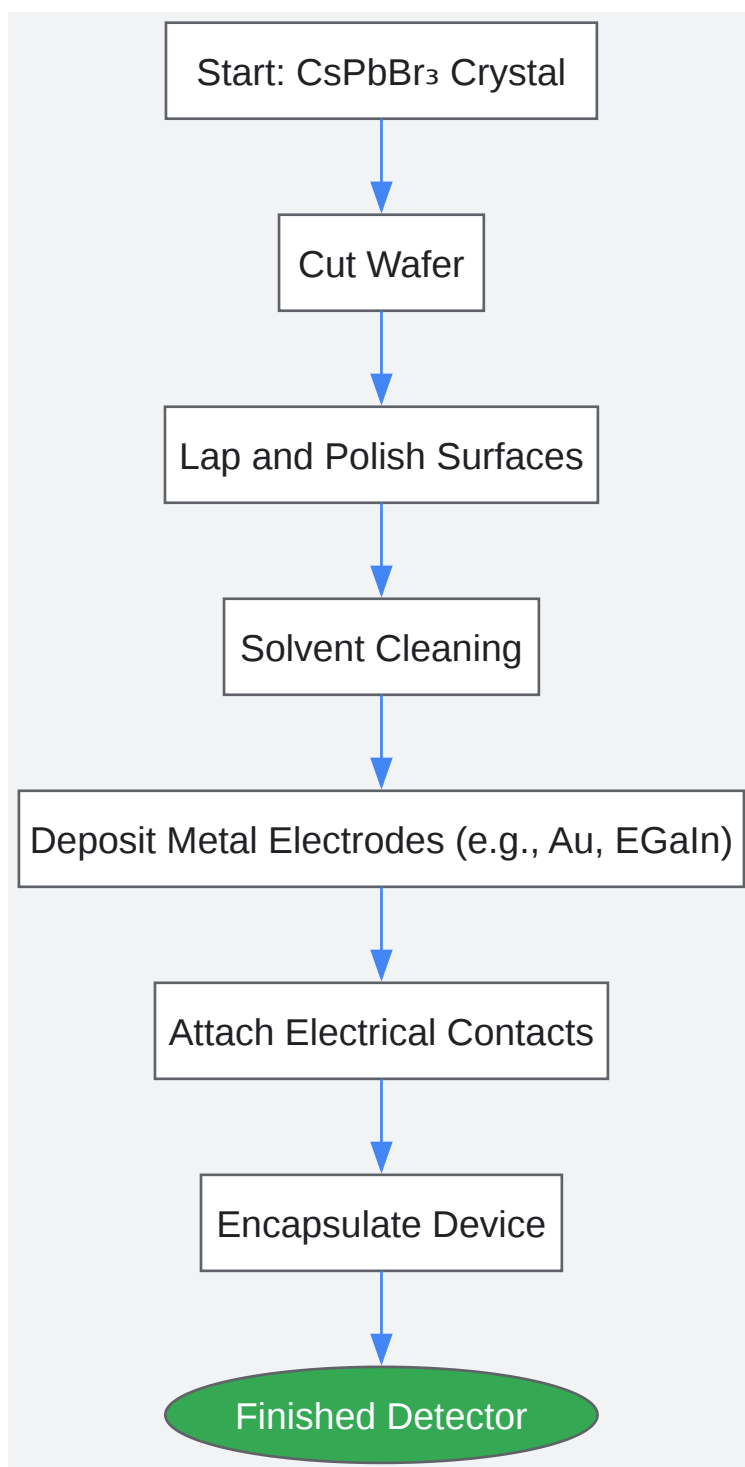 Start: CsPbBr₃ Crystal
Cut Wafer
Lap and Polish Surfaces
Solvent Cleaning
Deposit Metal Electrodes (e.g., Au, EGaIn)
Attach Electrical Contacts
Encapsulate Device
Finished Detector